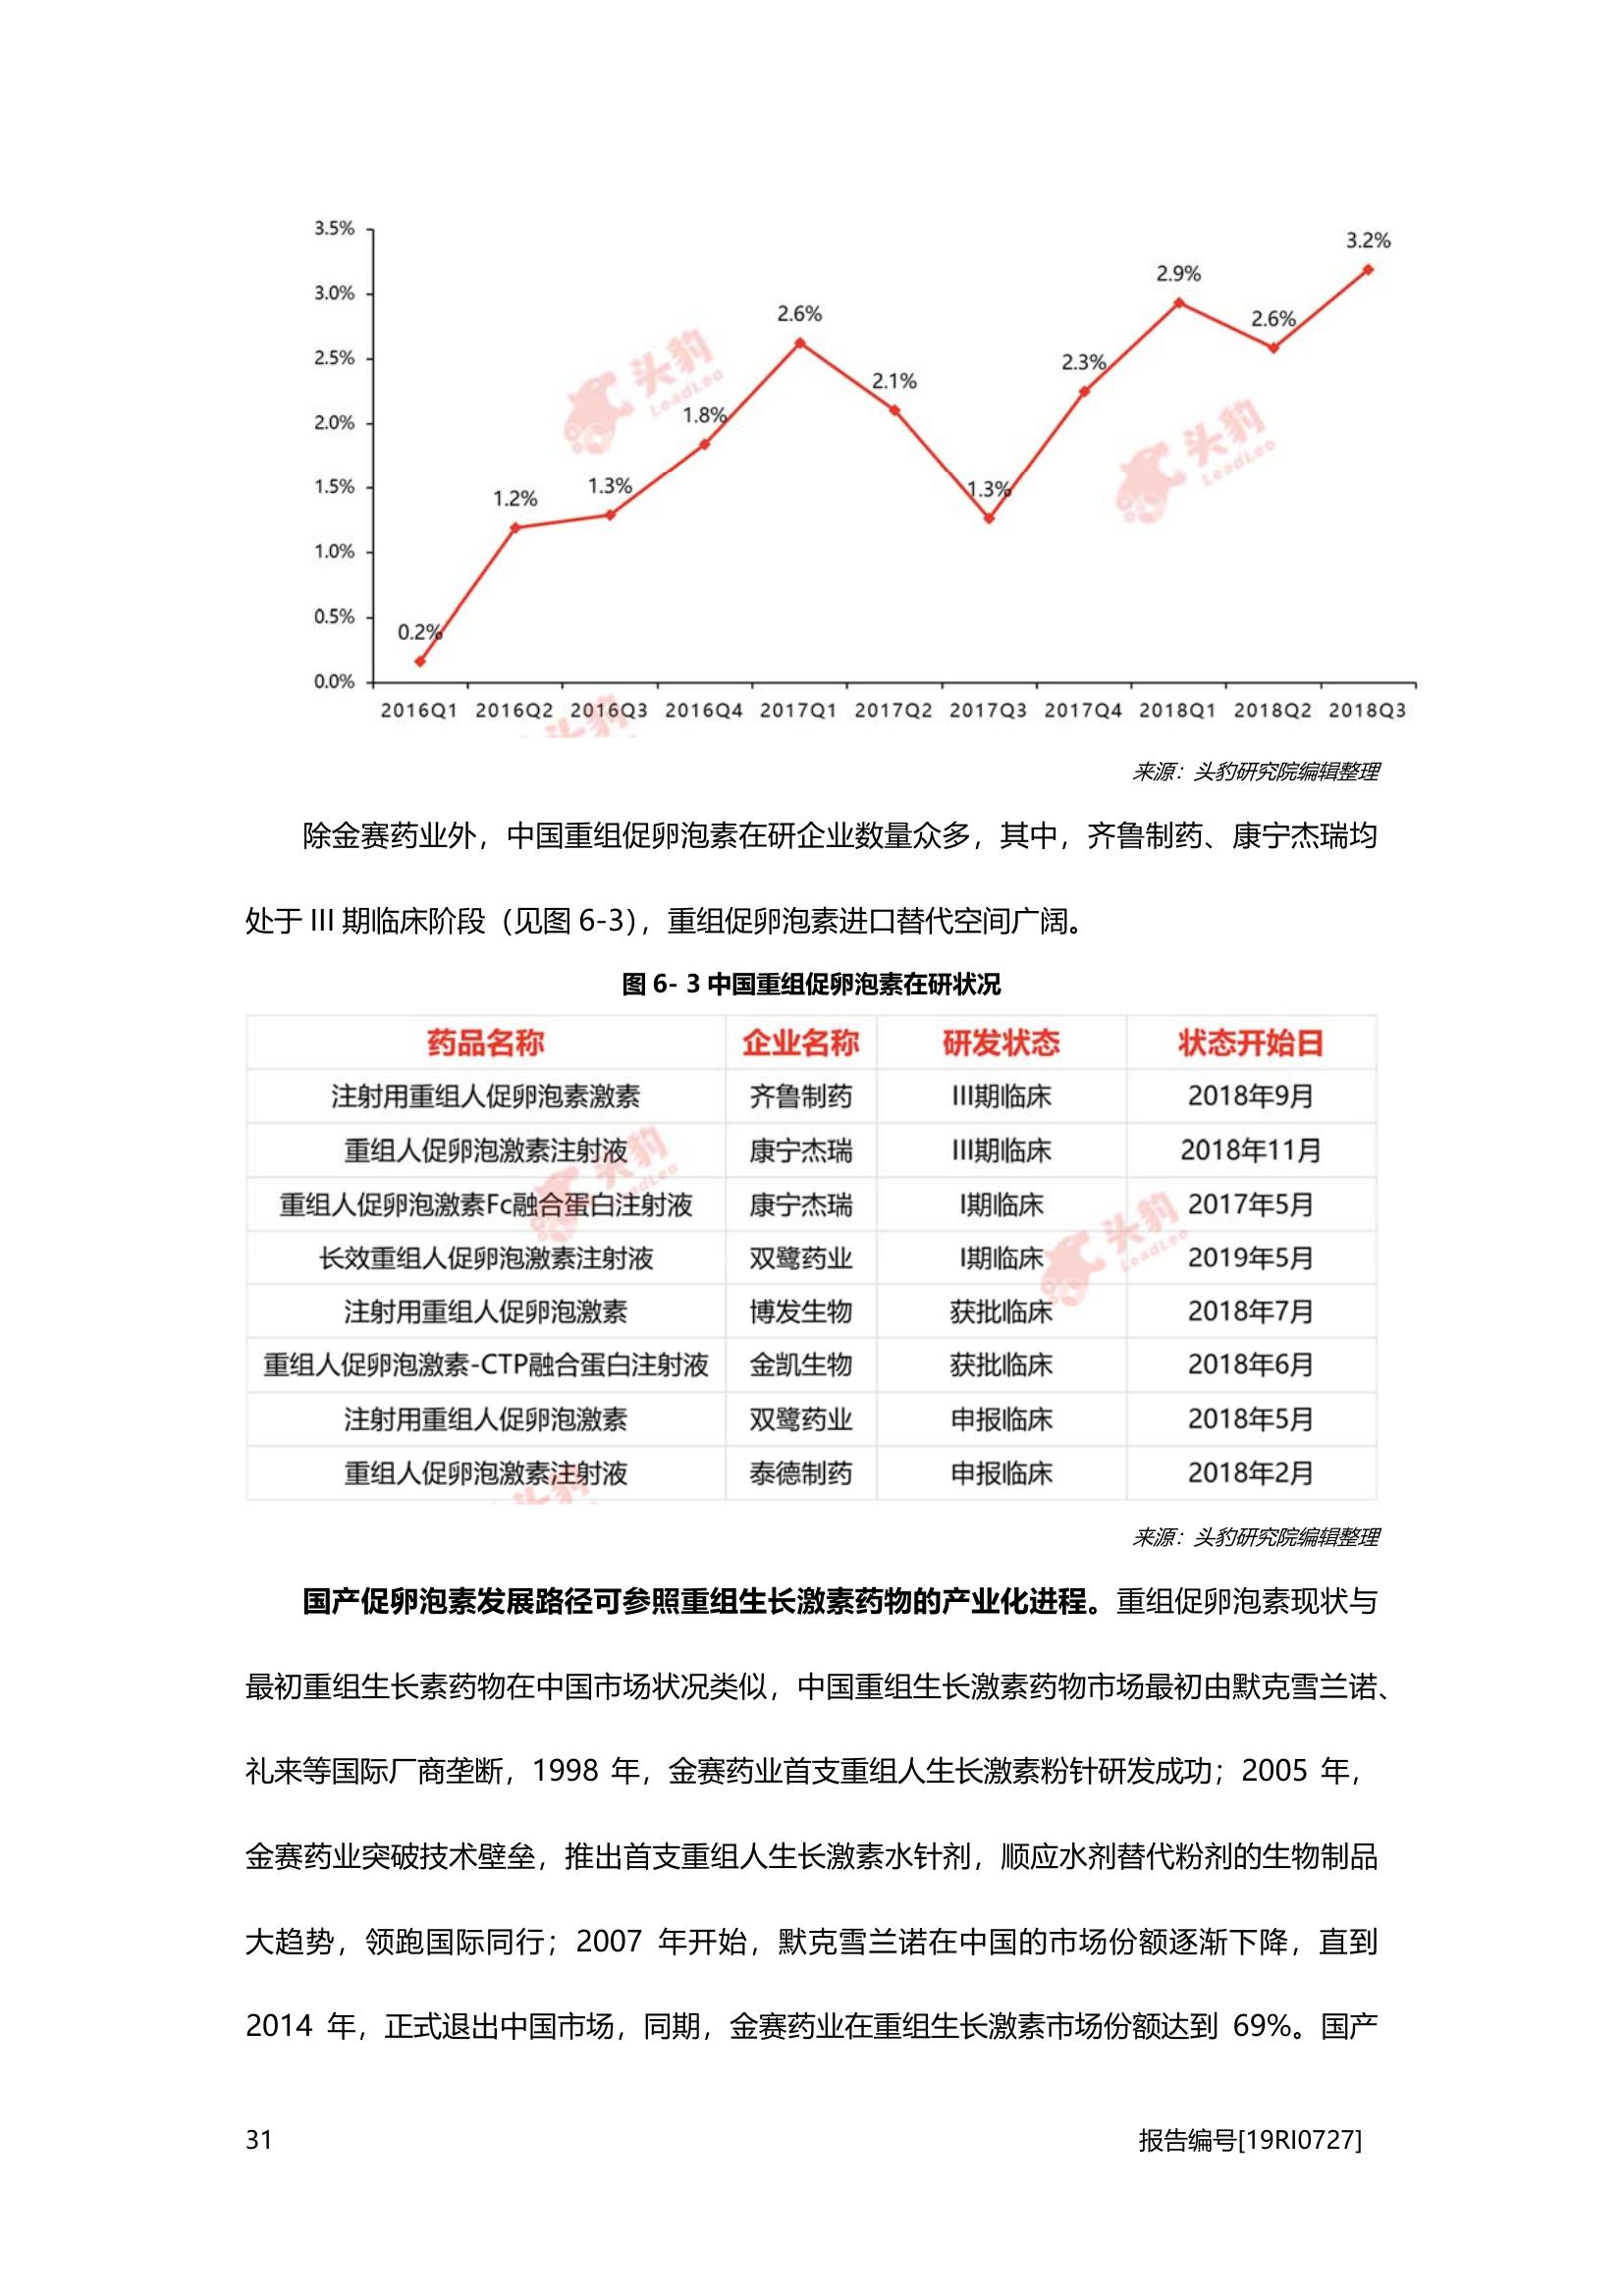 3.5%
3.0%
2.5%
2.0%
1.5%
1.0%
0.5%
0.0%
0.2%
1.2%
1.3%
1.8%
2.6%
2.1%
1.3%
2.3%
2.9%
2.6%
3.2%
2016Q1 2016Q2 2016Q3 2016Q4 2017Q1 2017Q2 2017Q3 2017Q4 2018Q1 2018Q2 2018Q3
头豹
LeadLeo
头豹
LeadLeo
头豹
来源：头豹研究院编辑整理
除金赛药业外，中国重组促卵泡素在研企业数量众多，其中，齐鲁制药、康宁杰瑞均
处于 III 期临床阶段（见图 6-3），重组促卵泡素进口替代空间广阔。
图 6- 3 中国重组促卵泡素在研状况
药品名称 企业名称 研发状态 状态开始日
注射用重组人促卵泡素激素 齐鲁制药 III期临床 2018年9月
重组人促卵泡激素注射液 康宁杰瑞 III期临床 2018年11月
重组人促卵泡激素Fc融合蛋白注射液 康宁杰瑞 I期临床 2017年5月
长效重组人促卵泡激素注射液 双鹭药业 I期临床 2019年5月
注射用重组人促卵泡激素 博发生物 获批临床 2018年7月
重组人促卵泡激素-CTP融合蛋白注射液 金凯生物 获批临床 2018年6月
注射用重组人促卵泡激素 双鹭药业 申报临床 2018年5月
重组人促卵泡激素注射液 泰德制药 申报临床 2018年2月
头豹
LeadLeo
头豹
LeadLeo
头豹
来源：头豹研究院编辑整理
国产促卵泡素发展路径可参照重组生长激素药物的产业化进程。重组促卵泡素现状与
最初重组生长素药物在中国市场状况类似，中国重组生长激素药物市场最初由默克雪兰诺、
礼来等国际厂商垄断，1998 年，金赛药业首支重组人生长激素粉针研发成功；2005 年，
金赛药业突破技术壁垒，推出首支重组人生长激素水针剂，顺应水剂替代粉剂的生物制品
大趋势，领跑国际同行；2007 年开始，默克雪兰诺在中国的市场份额逐渐下降，直到
2014 年，正式退出中国市场，同期，金赛药业在重组生长激素市场份额达到 69%。国产
31
报告编号[19RI0727]